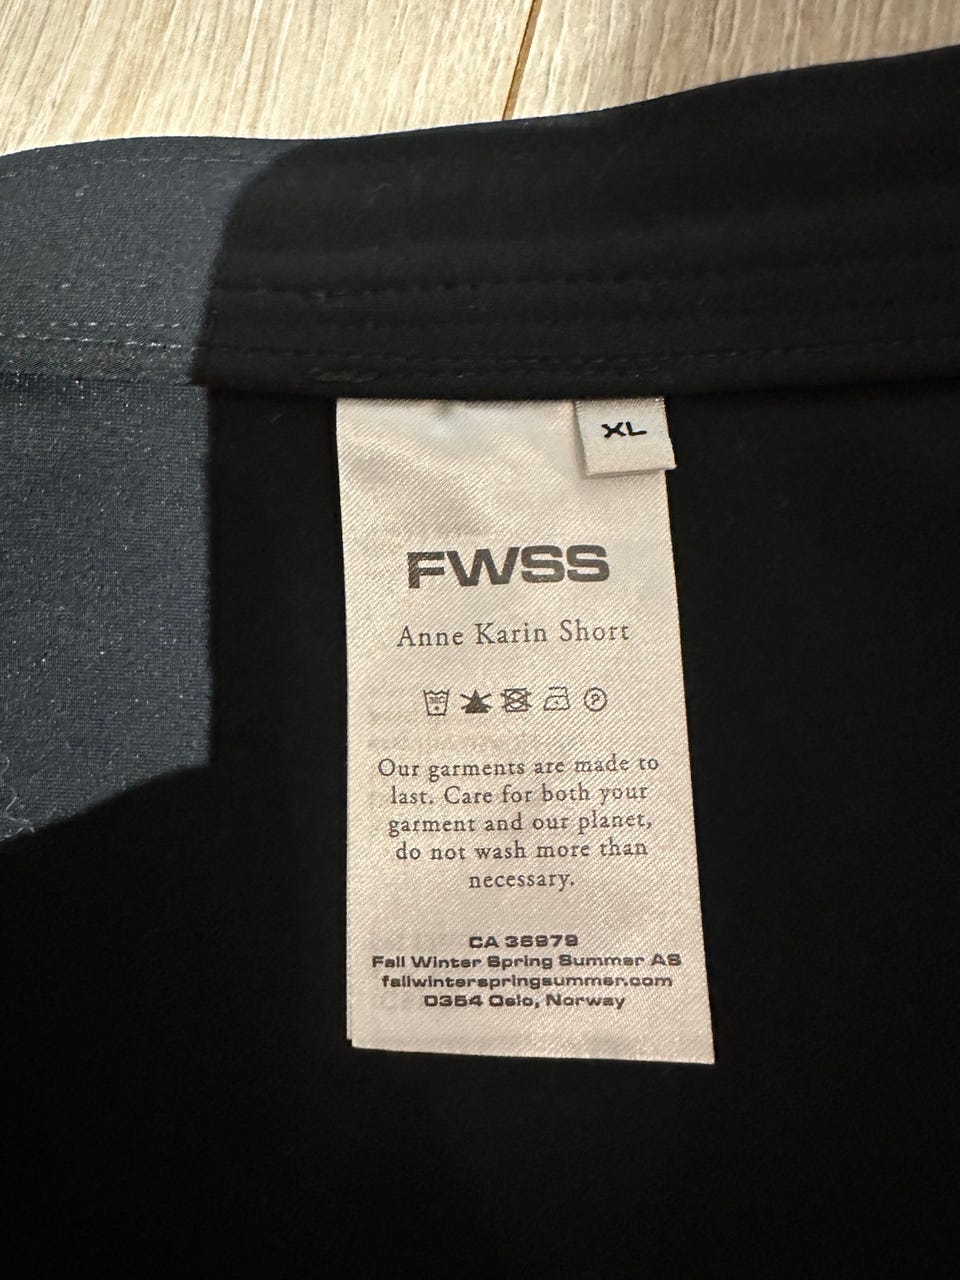 XL
FWSS
Anne Karin Short
Our garments are made to
last. Care for both your
garment and our planet,
do not wash more than
necessary.
CA 36979
Fall Winter Spring Summer AS
fallwinterspringsummer.com
0354 Oslo, Norway